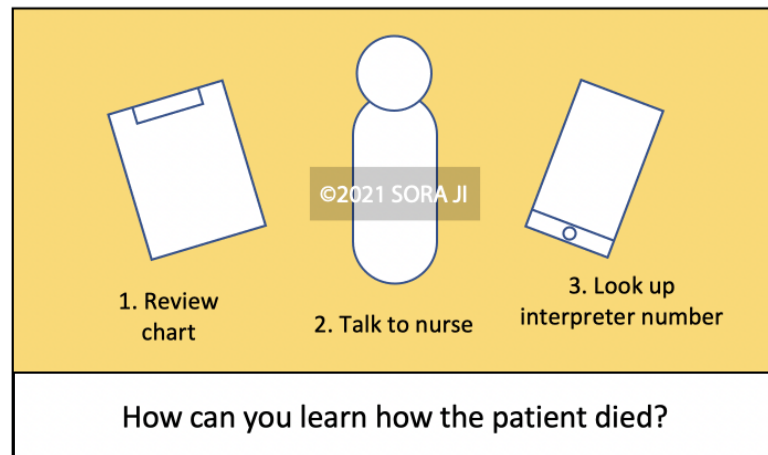 ©2021 SORA JI
1. Review
chart
2. Talk to nurse
3. Look up
interpreter number
How can you learn how the patient died?